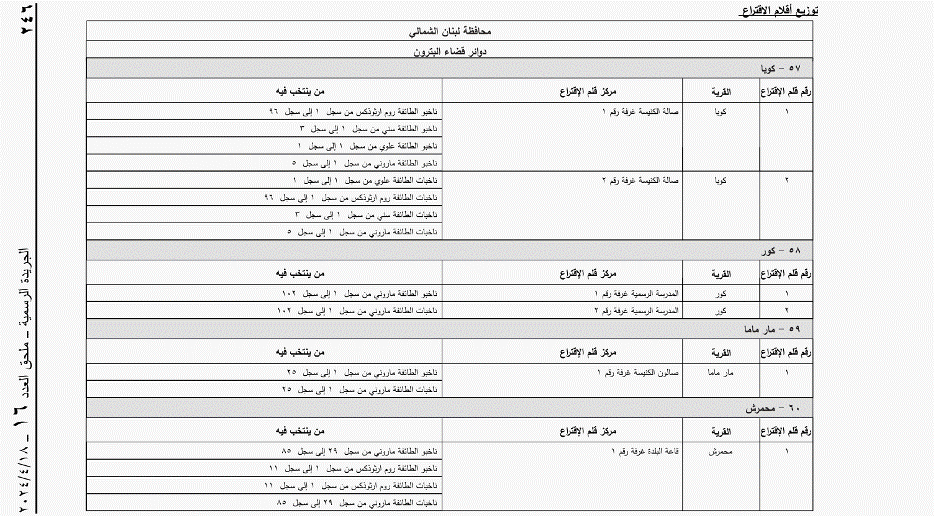 توزيع أقلام الاقتراع
٢٤٦
محافظة لبنان الشمالي
دوائر قضاء البترون
٥٧ - كوبا
رقم قلم الإقتراع القرية مركز قلم الإقتراع من ينتخب فيه
١ كوبا صالة الكنيسة غرفة رقم ١ ناخبو الطائفة روم ارثوذكس من سجل ١ إلى سجل ٩٦
ناخبو الطائفة سني من سجل ١ إلى سجل ٣
ناخبو الطائفة علوي من سجل ١ إلى سجل ١
ناخبو الطائفة ماروني من سجل ١ إلى سجل ٥
٢ كوبا صالة الكنيسة غرفة رقم ٢ ناخبات الطائفة علوي من سجل ١ إلى سجل ١
ناخبات الطائفة روم ارثوذكس من سجل ١ إلى سجل ٩٦
ناخبات الطائفة سني من سجل ١ إلى سجل ٣
ناخبات الطائفة ماروني من سجل ١ إلى سجل ٥
٥٨ - كور
رقم قلم الإقتراع القرية مركز قلم الإقتراع من ينتخب فيه
١ كور المدرسة الرسمية غرفة رقم ١ ناخبو الطائفة ماروني من سجل ١ إلى سجل ١٠٢
٢ كور المدرسة الرسمية غرفة رقم ٢ ناخبات الطائفة ماروني من سجل ١ إلى سجل ١٠٢
٥٩ - مار ماما
رقم قلم الإقتراع القرية مركز قلم الإقتراع من ينتخب فيه
١ مار ماما صالون الكنيسة غرفة رقم ١ ناخبو الطائفة ماروني من سجل ١ إلى سجل ٢٥
ناخبات الطائفة ماروني من سجل ١ إلى سجل ٢٥
٦٠ - محمرش
رقم قلم الإقتراع القرية مركز قلم الإقتراع من ينتخب فيه
١ محمرش قاعة البلدة غرفة رقم ١ ناخبو الطائفة ماروني من سجل ٢٩ إلى سجل ٨٥
ناخبو الطائفة روم ارثوذكس من سجل ١ إلى سجل ١١
ناخبات الطائفة روم ارثوذكس من سجل ١ إلى سجل ١١
ناخبات الطائفة ماروني من سجل ٢٩ إلى سجل ٨٥
الجريدة الرسمية – ملحق العدد ١٦ – ٢٠٢٤/٤/١٨